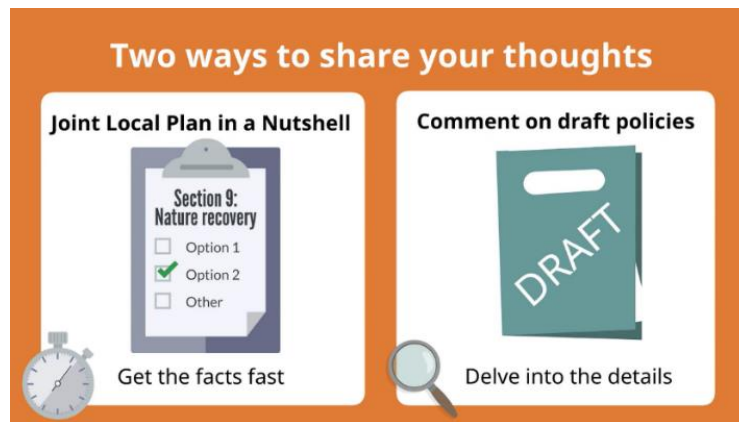 Two ways to share your thoughts
Joint Local Plan in a Nutshell
Section 9:
Nature recovery
Option 1
Option 2
Other
Get the facts fast
Comment on draft policies
DRAFT
Delve into the details